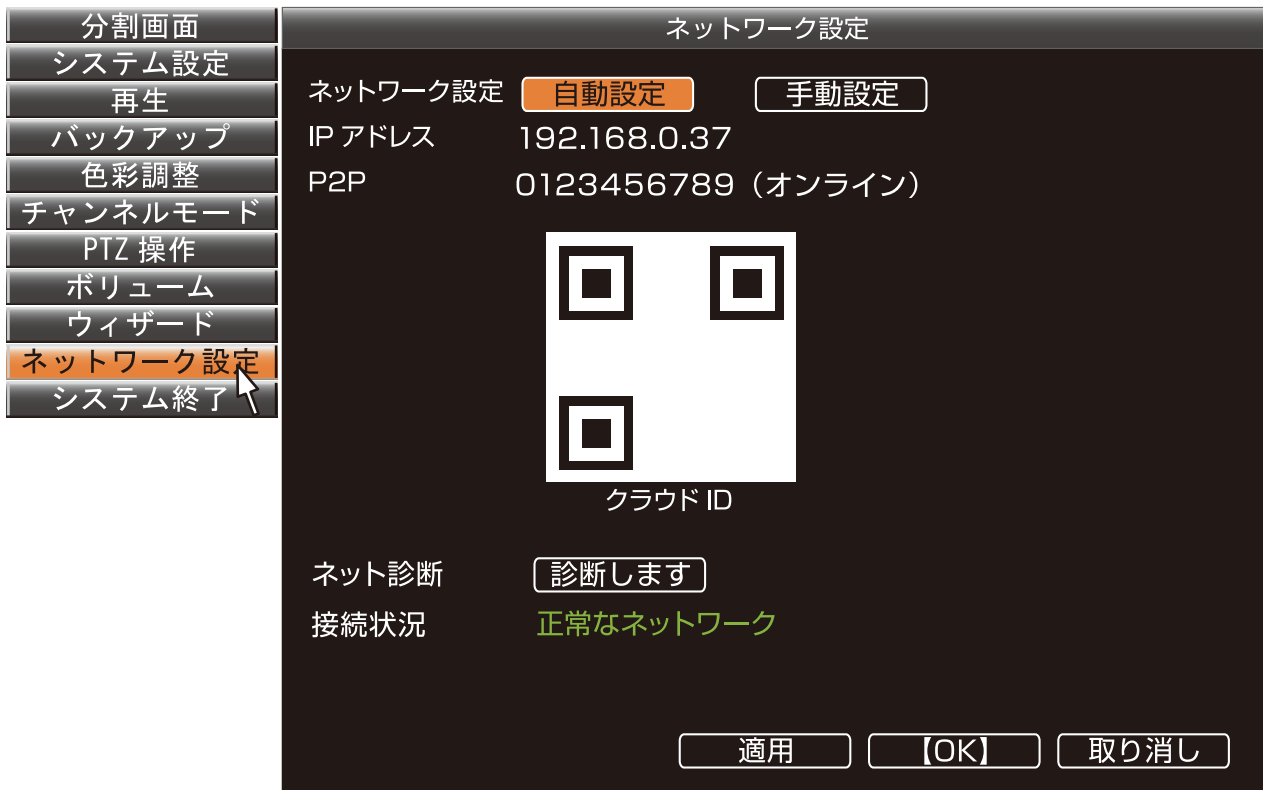 分割画面
システム設定
再生
バックアップ
色彩調整
チャンネルモード
PTZ 操作
ボリューム
ウィザード
ネットワーク設定
システム終了
ネットワーク設定
ネットワーク設定 自動設定 手動設定
IP アドレス 192.168.0.37
P2P 0123456789（オンライン）
クラウド ID
ネット診断 診断します
接続状況 正常なネットワーク
適用 【OK】 取り消し